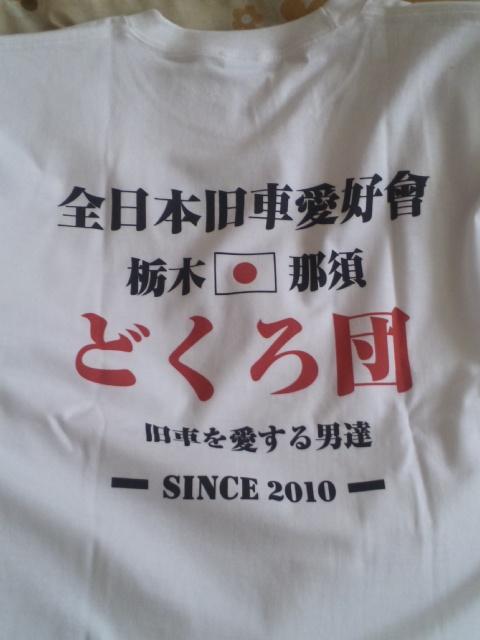 全日本旧車愛好會
栃木 那須
どくろ団
旧車を愛する男達
SINCE 2010